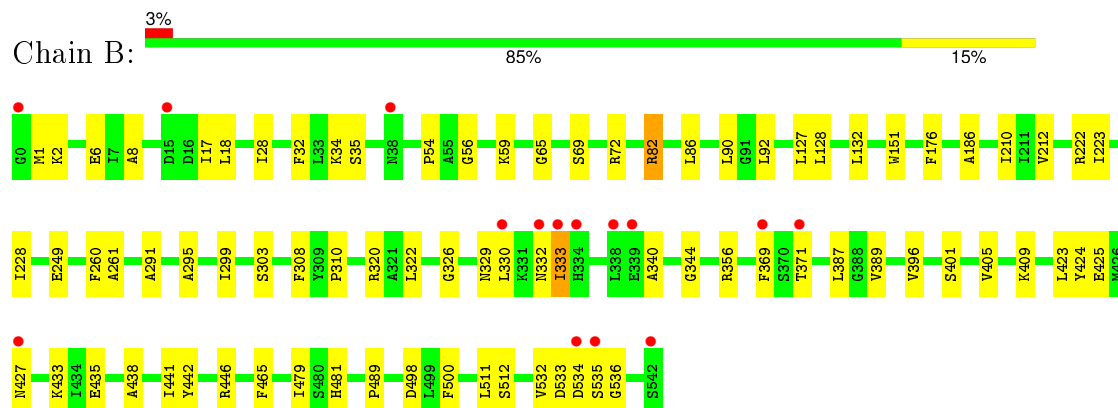 3%
Chain B:
85% 15%
G0 M1 K2 E6 I7 A8 D15 D16 I17 L18 I28 F32 L33 K34 S35 N38 P54 A55 G56 K59 G65 S69 R72 R82 L86 L90 G91 L92 L127 L128 L132 W151 F176 A186 I210 I211 V212 R222 I223
I228 E249 F260 A261 A291 A295 I299 S303 F308 Y309 P310 R320 A321 L322 G326 N329 L330 K331 N332 I333 H334 L338 E339 A340 G344 R356 F369 S370 T371 L387 G388 V389 V396 S401 V405 K409 L423 Y424 E425
N427 K433 I434 E435 A438 I441 Y442 R446 F465 I479 S480 H481 P489 D498 L499 F500 L511 S512 V532 D533 D534 S535 G536 S542